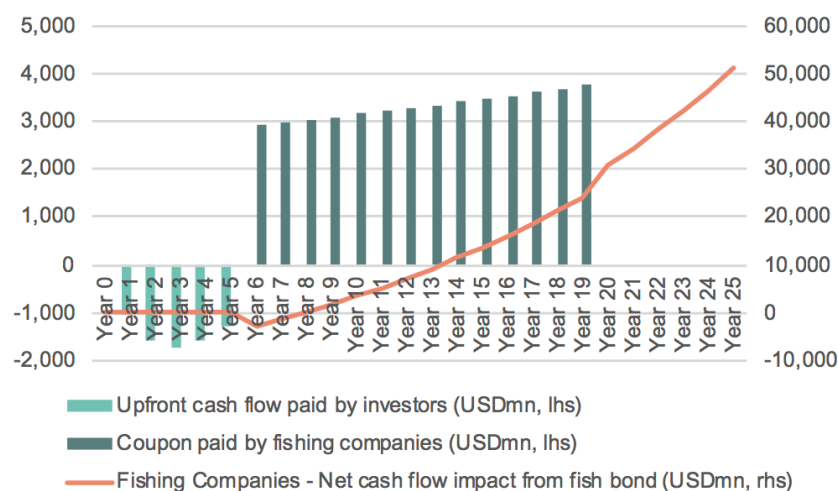 5,000
4,000
3,000
2,000
1,000
0
-1,000
-2,000
60,000
50,000
40,000
30,000
20,000
10,000
0
-10,000
Year 0
Year 1
Year 2
Year 3
Year 4
Year 5
Year 6
Year 7
Year 8
Year 9
Year 10
Year 11
Year 12
Year 13
Year 14
Year 15
Year 16
Year 17
Year 18
Year 19
Year 20
Year 21
Year 22
Year 23
Year 24
Year 25
Upfront cash flow paid by investors (USDmn, lhs)
Coupon paid by fishing companies (USDmn, lhs)
Fishing Companies - Net cash flow impact from fish bond (USDmn, rhs)